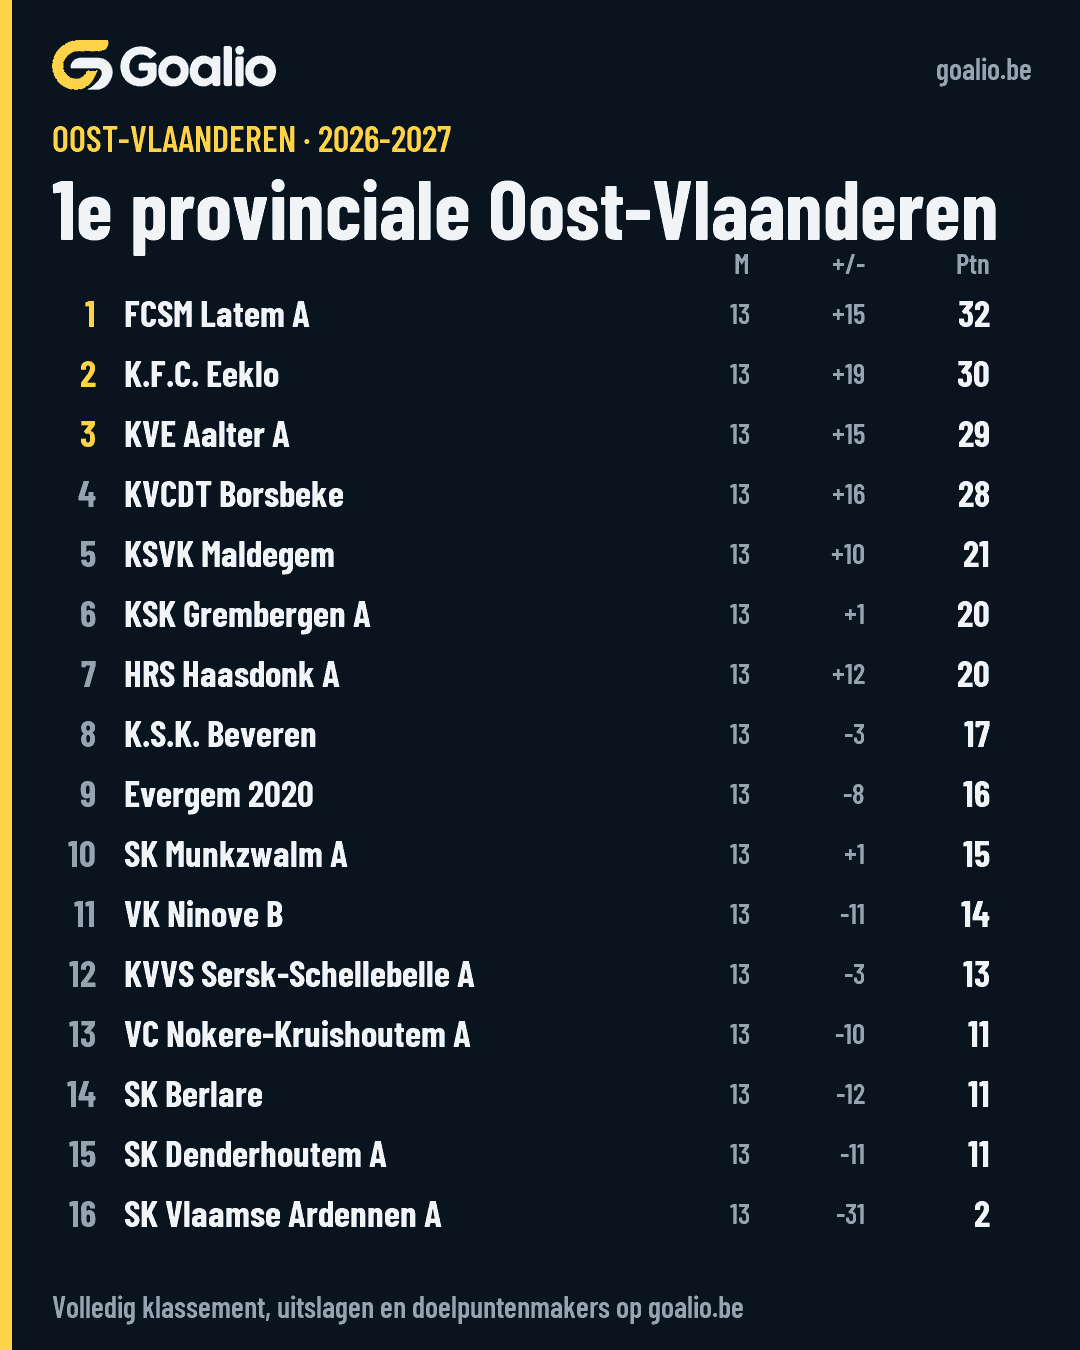 Goalio goalio.be
OOST-VLAANDEREN · 2026-2027
1e provinciale Oost-Vlaanderen
M +/- Ptn
1 FCSM Latem A 13 +15 32
2 K.F.C. Eeklo 13 +19 30
3 KVE Aalter A 13 +15 29
4 KVCDT Borsbeke 13 +16 28
5 KSVK Maldegem 13 +10 21
6 KSK Grembergen A 13 +1 20
7 HRS Haasdonk A 13 +12 20
8 K.S.K. Beveren 13 -3 17
9 Evergem 2020 13 -8 16
10 SK Munkzwalm A 13 +1 15
11 VK Ninove B 13 -11 14
12 KVVS Sersk-Schellebelle A 13 -3 13
13 VC Nokere-Kruishoutem A 13 -10 11
14 SK Berlare 13 -12 11
15 SK Denderhoutem A 13 -11 11
16 SK Vlaamse Ardennen A 13 -31 2
Volledig klassement, uitslagen en doelpuntenmakers op goalio.be